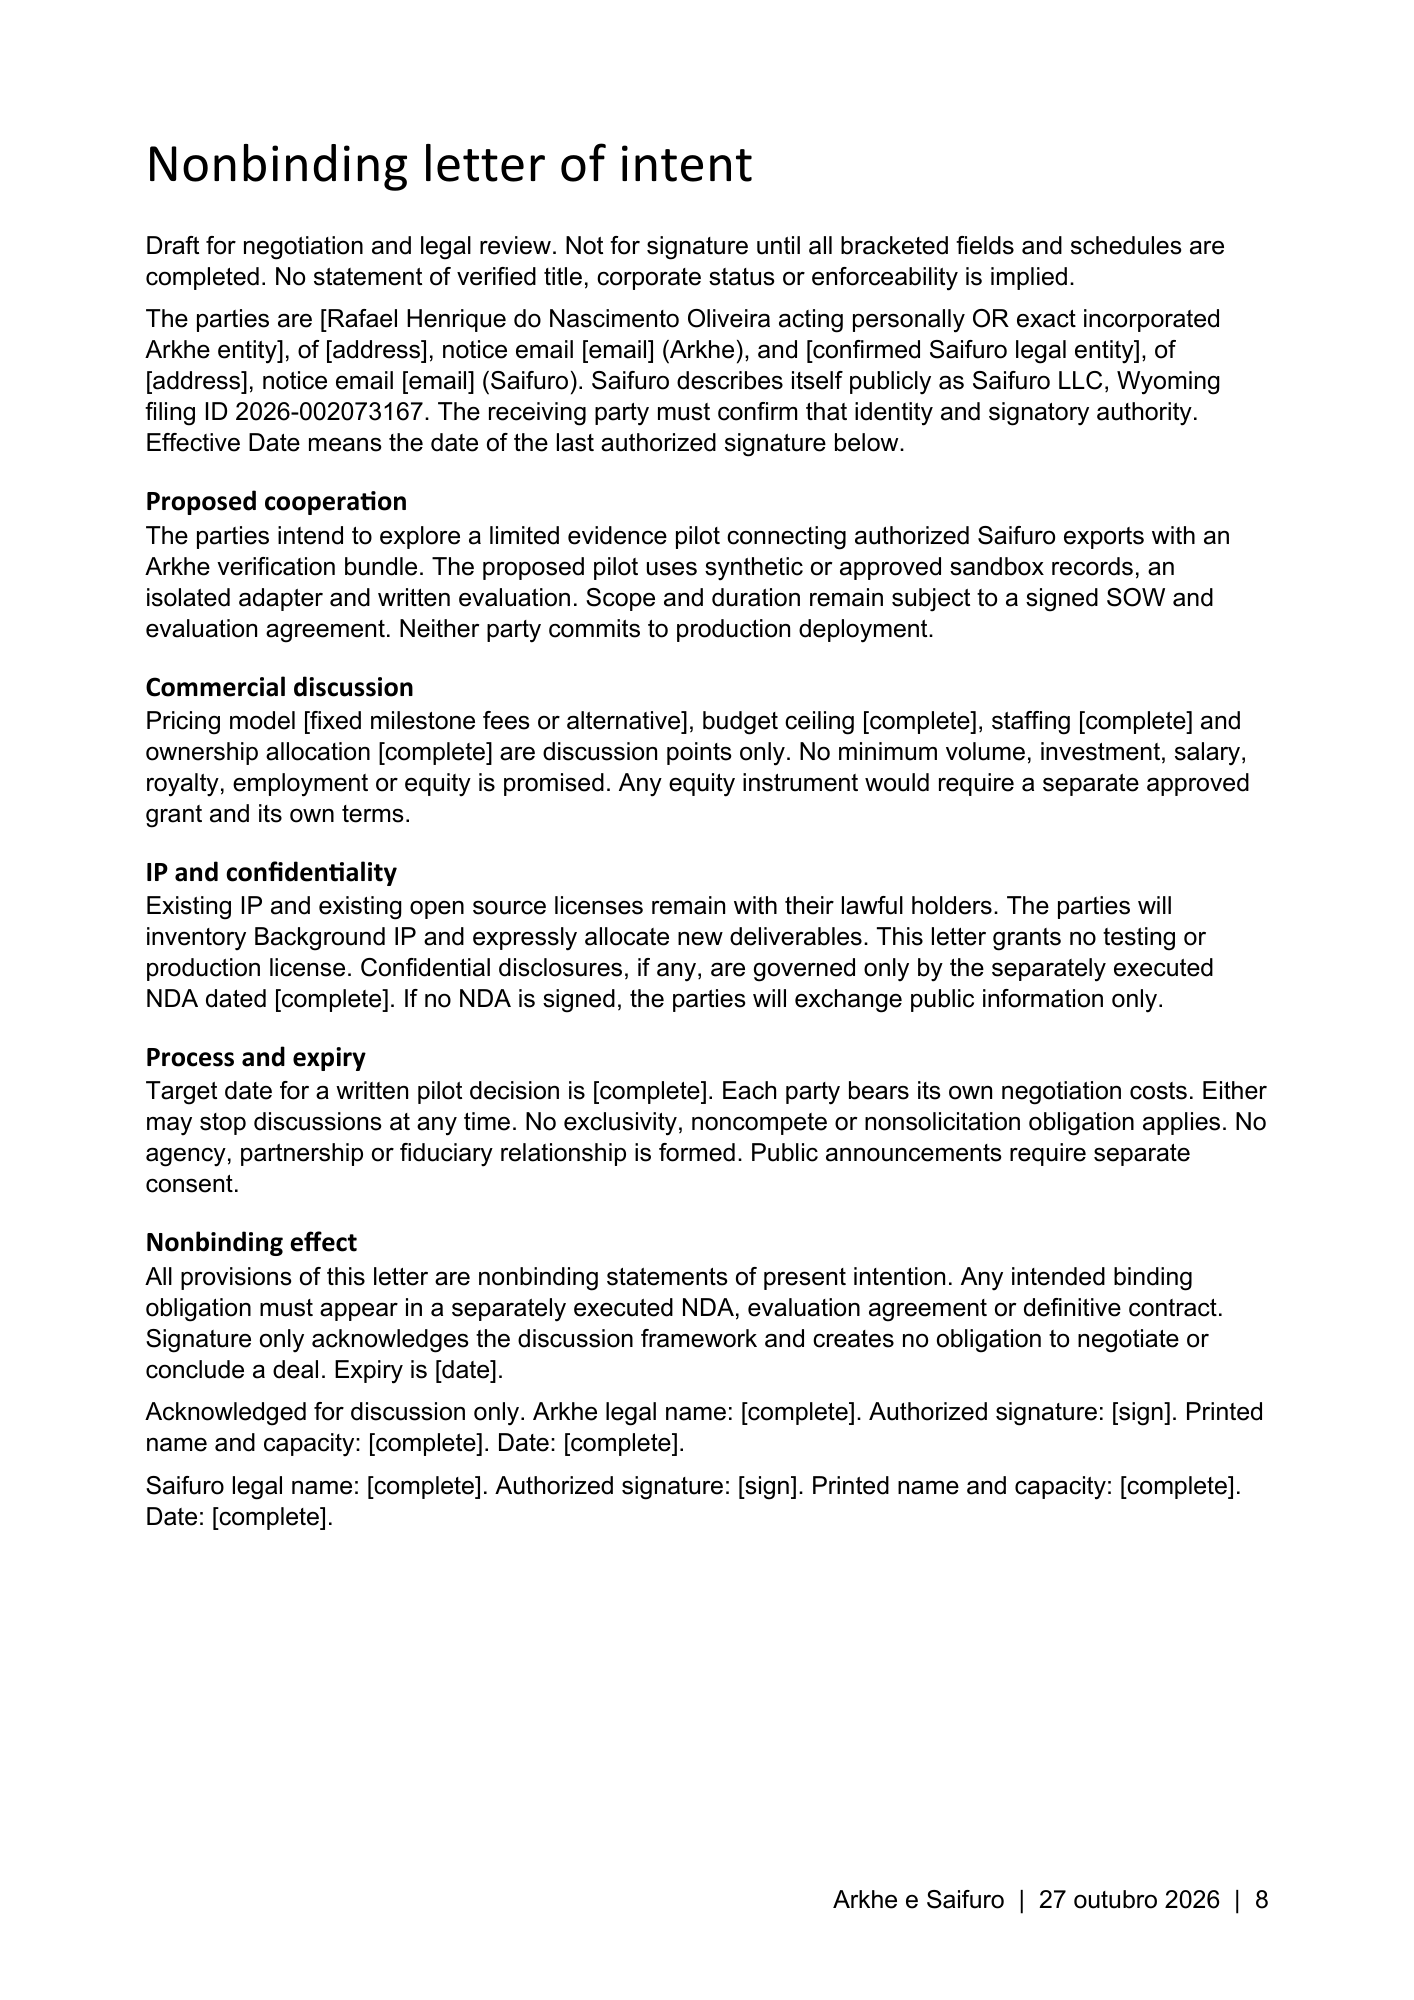 Nonbinding letter of intent
Draft for negotiation and legal review. Not for signature until all bracketed fields and schedules are
completed. No statement of verified title, corporate status or enforceability is implied.
The parties are [Rafael Henrique do Nascimento Oliveira acting personally OR exact incorporated
Arkhe entity], of [address], notice email [email] (Arkhe), and [confirmed Saifuro legal entity], of
[address], notice email [email] (Saifuro). Saifuro describes itself publicly as Saifuro LLC, Wyoming
filing ID 2026-002073167. The receiving party must confirm that identity and signatory authority.
Effective Date means the date of the last authorized signature below.
Proposed cooperation
The parties intend to explore a limited evidence pilot connecting authorized Saifuro exports with an
Arkhe verification bundle. The proposed pilot uses synthetic or approved sandbox records, an
isolated adapter and written evaluation. Scope and duration remain subject to a signed SOW and
evaluation agreement. Neither party commits to production deployment.
Commercial discussion
Pricing model [fixed milestone fees or alternative], budget ceiling [complete], staffing [complete] and
ownership allocation [complete] are discussion points only. No minimum volume, investment, salary,
royalty, employment or equity is promised. Any equity instrument would require a separate approved
grant and its own terms.
IP and confidentiality
Existing IP and existing open source licenses remain with their lawful holders. The parties will
inventory Background IP and expressly allocate new deliverables. This letter grants no testing or
production license. Confidential disclosures, if any, are governed only by the separately executed
NDA dated [complete]. If no NDA is signed, the parties will exchange public information only.
Process and expiry
Target date for a written pilot decision is [complete]. Each party bears its own negotiation costs. Either
may stop discussions at any time. No exclusivity, noncompete or nonsolicitation obligation applies. No
agency, partnership or fiduciary relationship is formed. Public announcements require separate
consent.
Nonbinding effect
All provisions of this letter are nonbinding statements of present intention. Any intended binding
obligation must appear in a separately executed NDA, evaluation agreement or definitive contract.
Signature only acknowledges the discussion framework and creates no obligation to negotiate or
conclude a deal. Expiry is [date].
Acknowledged for discussion only. Arkhe legal name: [complete]. Authorized signature: [sign]. Printed
name and capacity: [complete]. Date: [complete].
Saifuro legal name: [complete]. Authorized signature: [sign]. Printed name and capacity: [complete].
Date: [complete].
Arkhe e Saifuro | 27 outubro 2026 | 8